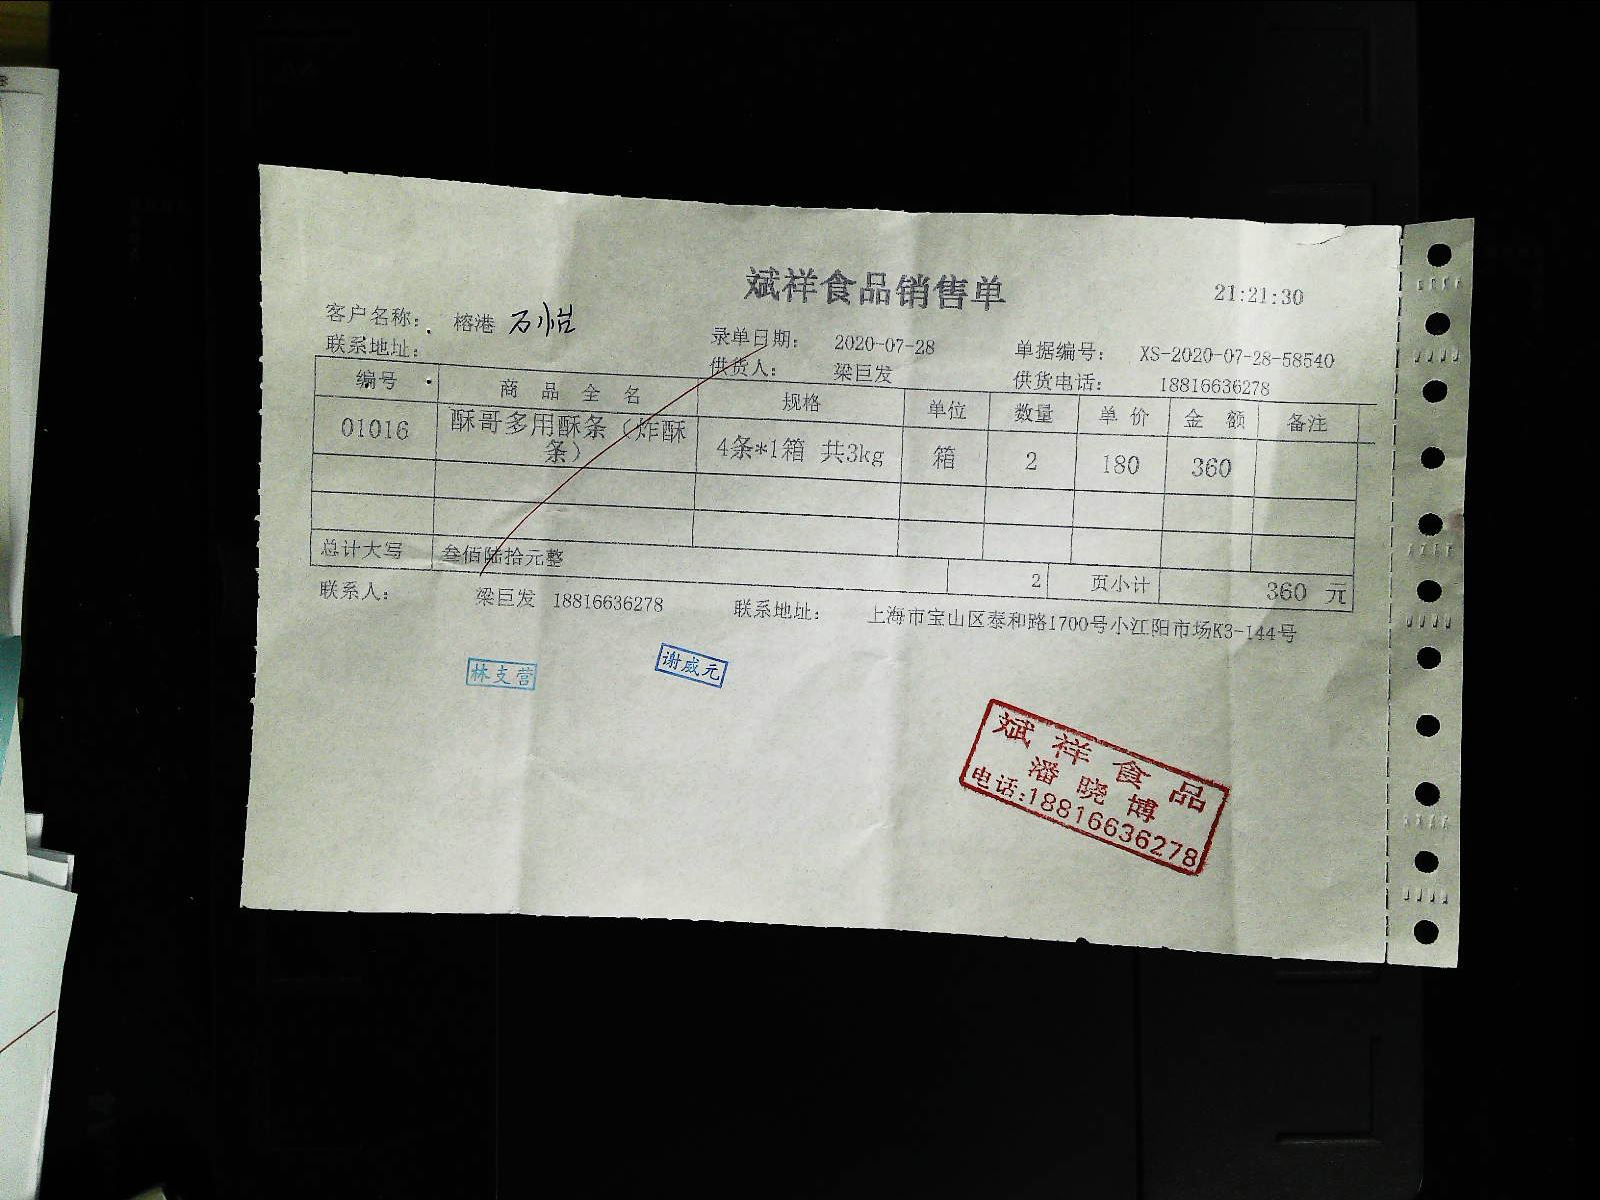 斌祥食品销售单
21:21:30
客户名称: 榕港
录单日期: 2020-07-28 单据编号: XS-2020-07-28-58540
联系地址: 供货人: 梁巨发 供货电话: 18816636278
编号 商品全名 规格 单位 数量 单价 金额 备注
01016 酥哥多用酥条（炸酥 4条*1箱 共3kg 箱 2 180 360
条）
总计大写 叁佰陆拾元整 2 页小计 360 元
联系人: 梁巨发 18816636278 联系地址: 上海市宝山区泰和路1700号小江阳市场K3-144号
林支营
谢成元
斌祥食品
潘晓博
电话:18816636278